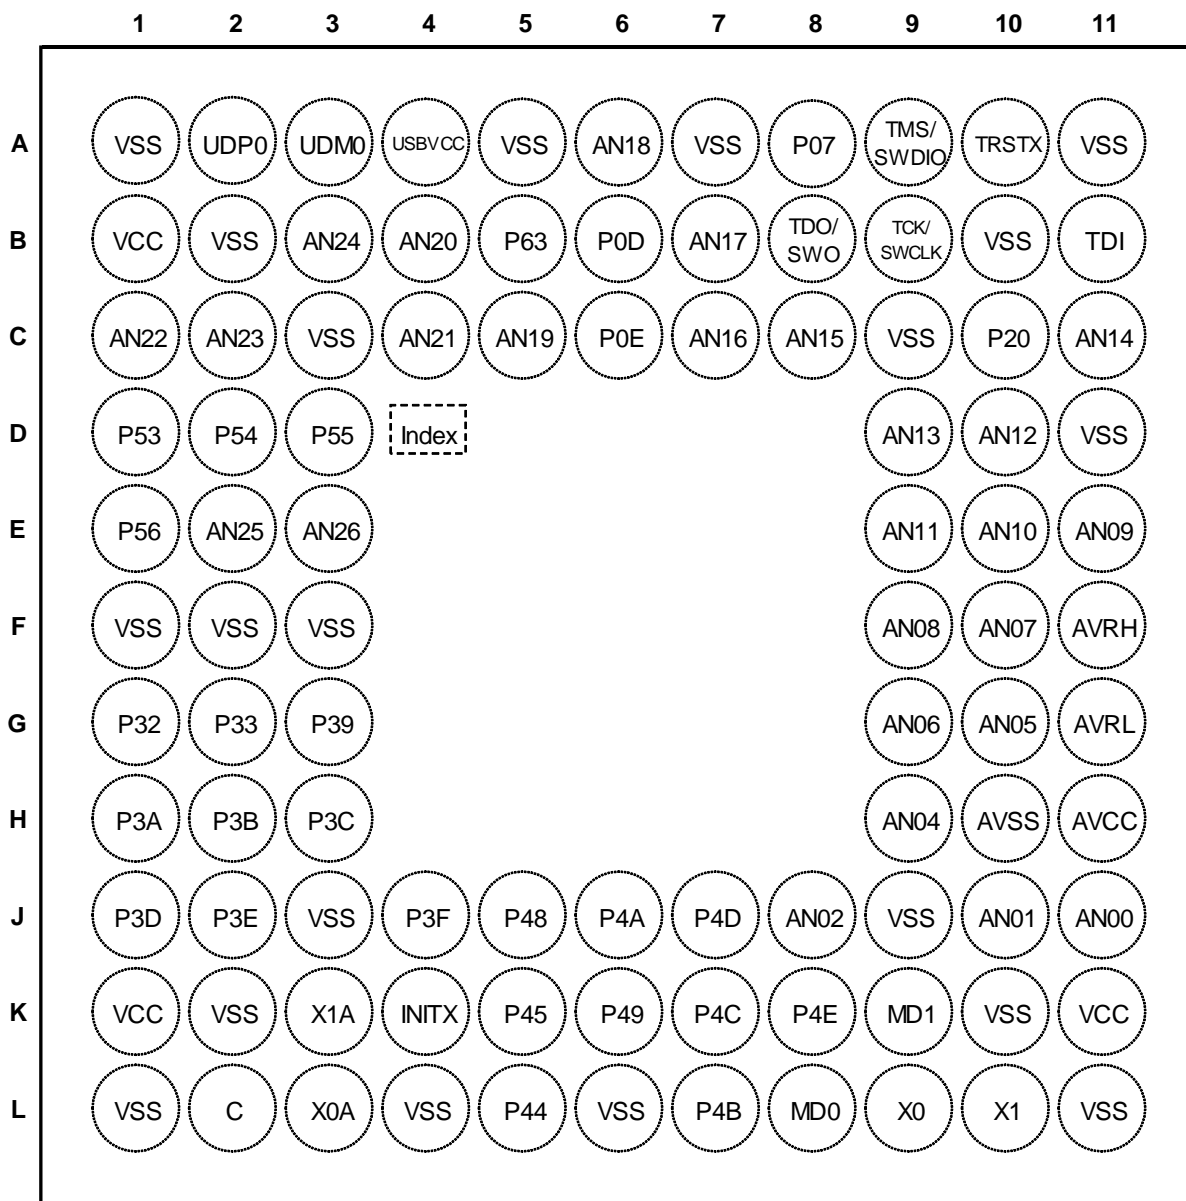 1 2 3 4 5 6 7 8 9 10 11
A VSS UDP0 UDM0 USBVCC VSS AN18 VSS P07 TMS/ SWDIO TRSTX VSS
B VCC VSS AN24 AN20 P63 P0D AN17 TDO/ SWO TCK/ SWCLK VSS TDI
C AN22 AN23 VSS AN21 AN19 P0E AN16 AN15 VSS P20 AN14
D P53 P54 P55 Index AN13 AN12 VSS
E P56 AN25 AN26 AN11 AN10 AN09
F VSS VSS VSS AN08 AN07 AVRH
G P32 P33 P39 AN06 AN05 AVRL
H P3A P3B P3C AN04 AVSS AVCC
J P3D P3E VSS P3F P48 P4A P4D AN02 VSS AN01 AN00
K VCC VSS X1A INITX P45 P49 P4C P4E MD1 VSS VCC
L VSS C X0A VSS P44 VSS P4B MD0 X0 X1 VSS